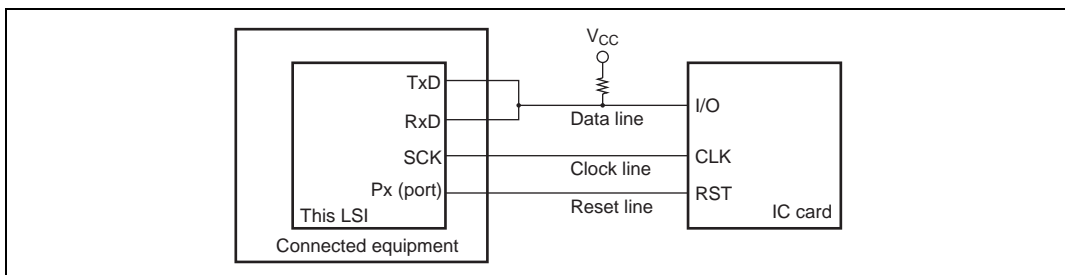 VCC
TxD
RxD
SCK
Px (port)
This LSI
Connected equipment
Data line
Clock line
Reset line
I/O
CLK
RST
IC card